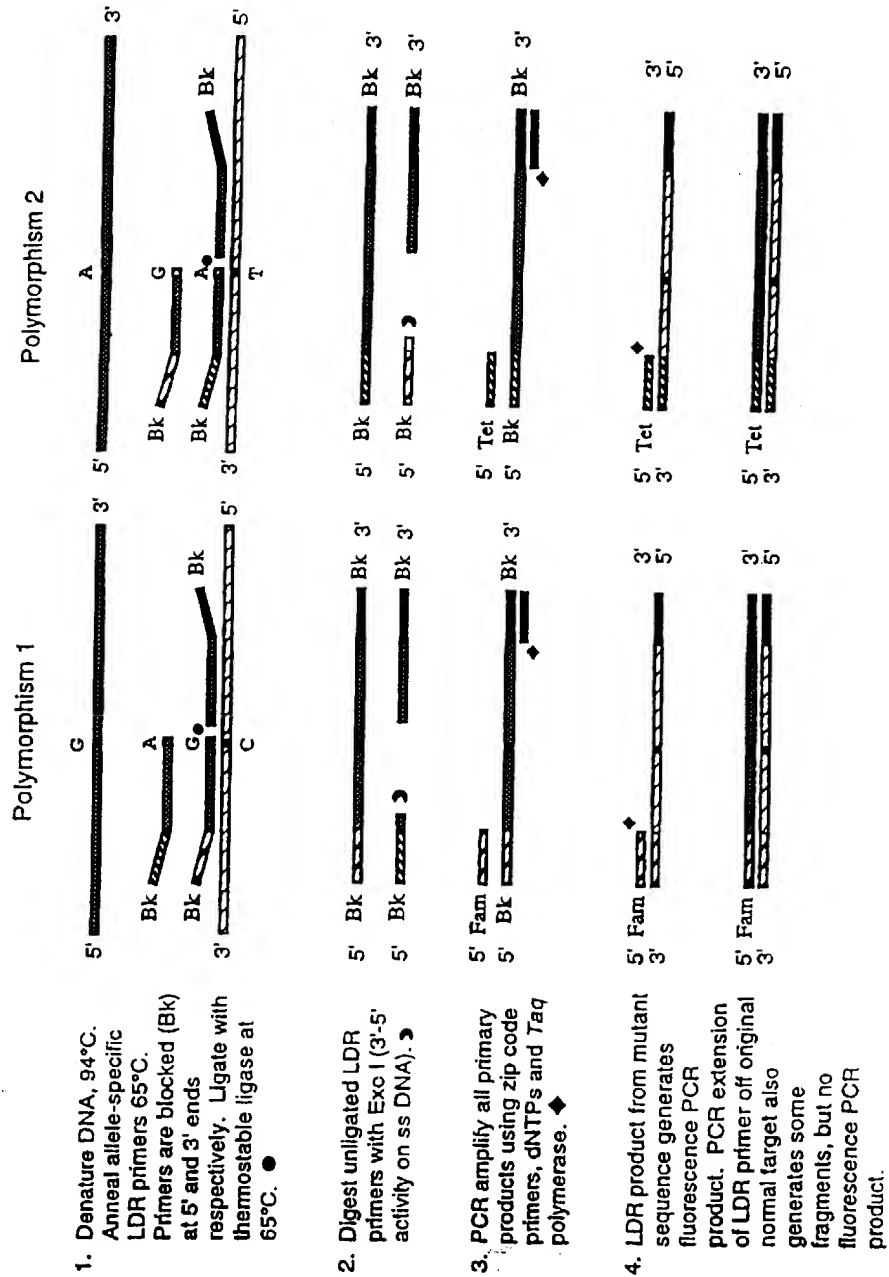 Polymorphism 1
Polymorphism 2
1. Denature DNA, 94°C.
Anneal allele-specific
LDR primers 65°C.
Primers are blocked (Bk)
at 5' and 3' ends
respectively. Ligate with
thermostable ligase at
65°C.
5' G 3'
Bk A
Bk G Bk
3' C 5'
5' A 3'
Bk G
Bk A Bk
3' T 5'
2. Digest unligated LDR
primers with Exo I (3'-5'
activity on ss DNA).
5' Bk Bk 3'
5' Bk Bk 3'
5' Bk Bk 3'
5' Bk Bk 3'
3. PCR amplify all primary
products using zip code
primers, dNTPs and Taq
polymerase.
5' Fam
5' Bk Bk 3'
5' Tet
5' Bk Bk 3'
4. LDR product from mutant
sequence generates
fluorescence PCR
product. PCR extension
of LDR primer off original
normal target also
generates some
fragments, but no
fluorescence PCR
product.
5' Fam 3'
3' 5'
5' Fam 3'
3' 5'
5' Tet 3'
3' 5'
5' Tet 3'
3' 5'